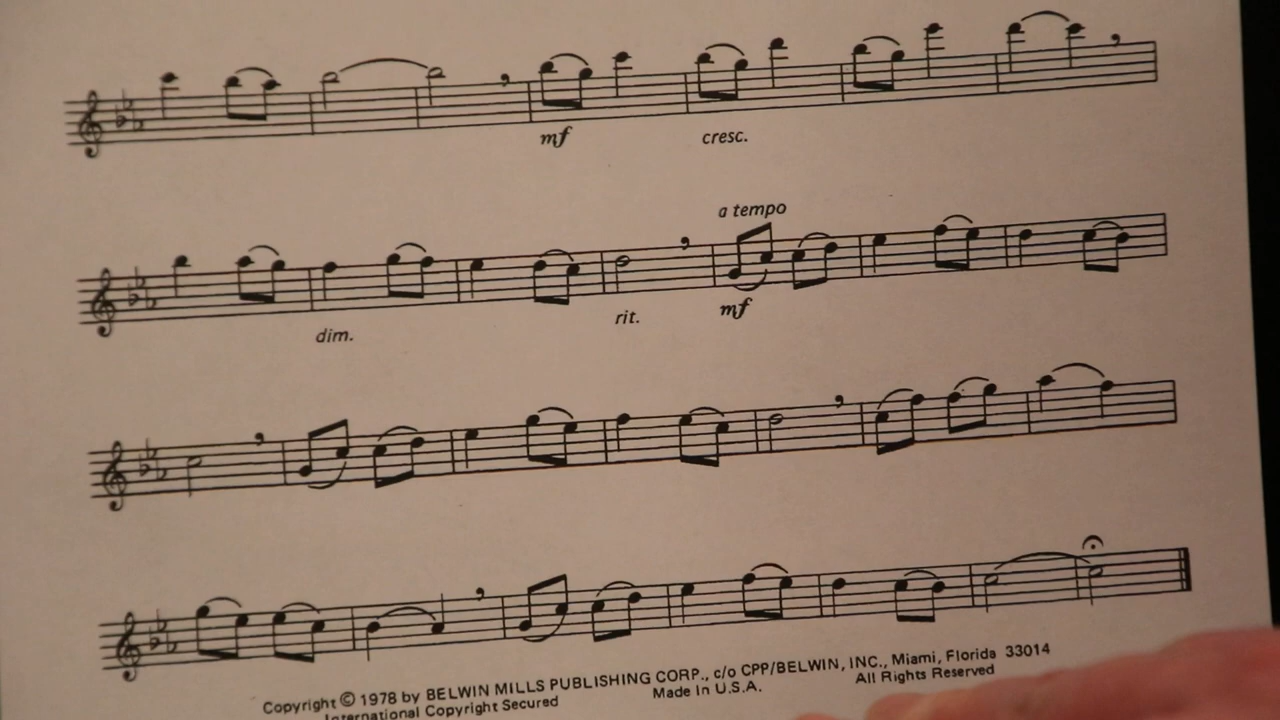 mf cresc.
a tempo
dim. rit. mf
Copyright © 1978 by BELWIN MILLS PUBLISHING CORP., c/o CPP/BELWIN, INC., Miami, Florida 33014
International Copyright Secured Made In U.S.A. All Rights Reserved